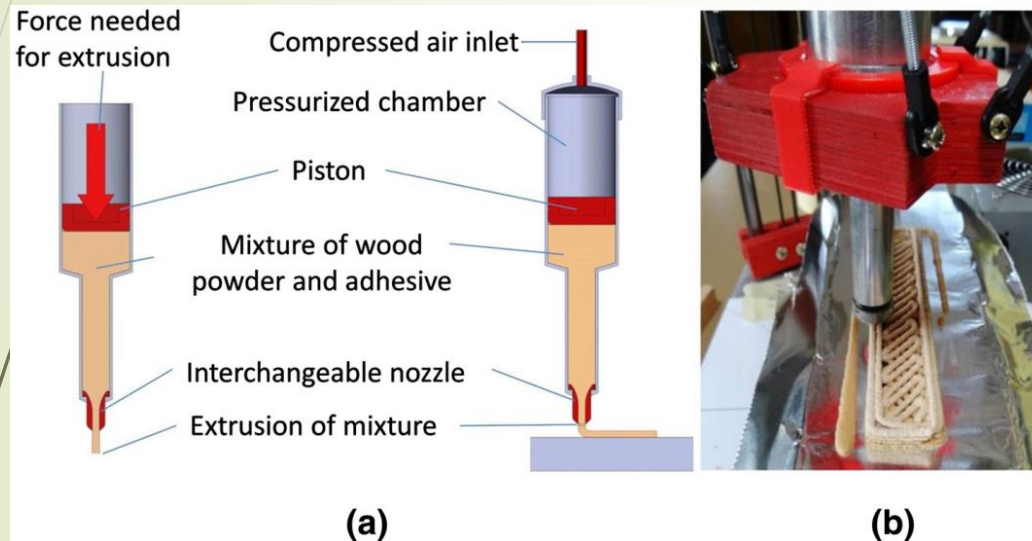 Force needed
for extrusion
Compressed air inlet
Pressurized chamber
Piston
Mixture of wood
powder and adhesive
Interchangeable nozzle
Extrusion of mixture
(a)
(b)